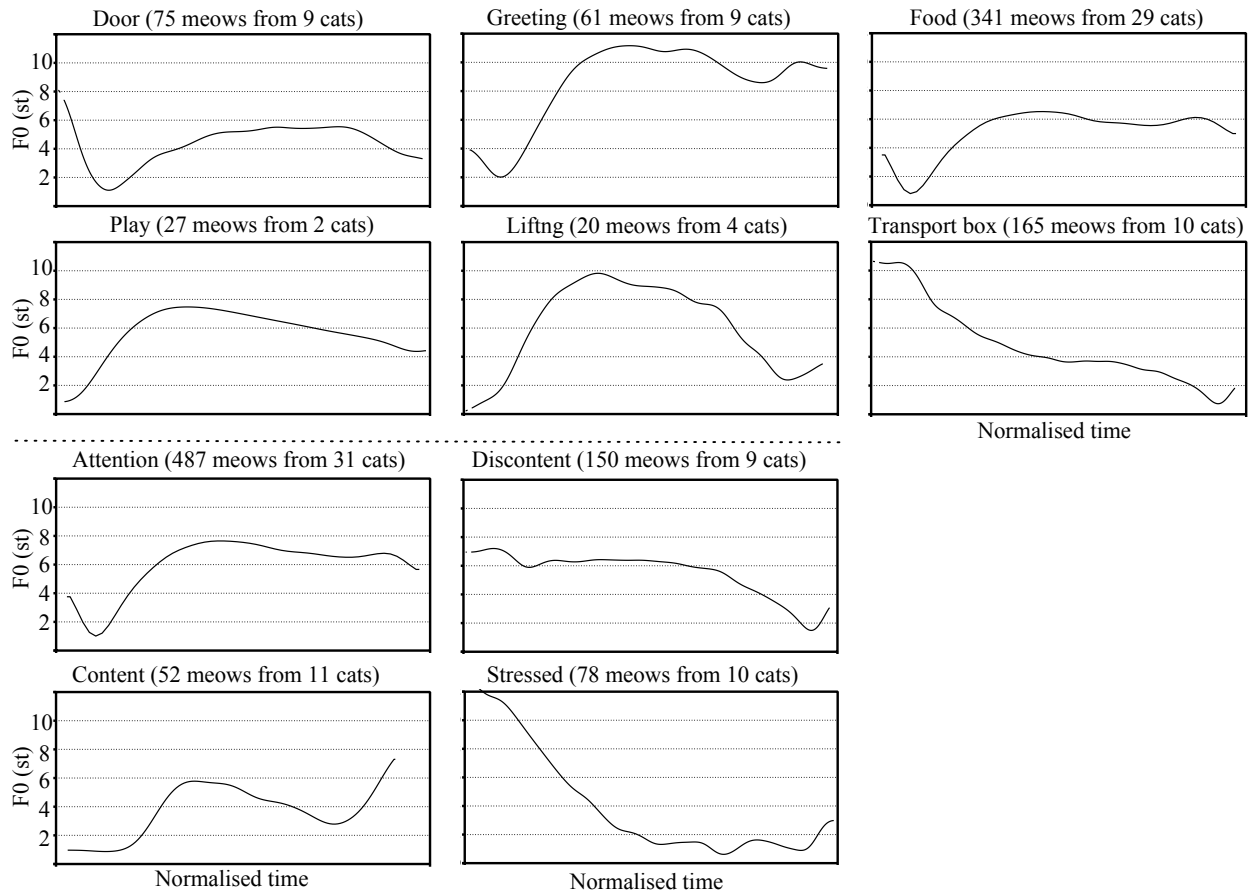 Door (75 meows from 9 cats)
Greeting (61 meows from 9 cats)
Food (341 meows from 29 cats)
F0 (st)
10
8
6
4
2
Play (27 meows from 2 cats)
Liftng (20 meows from 4 cats)
Transport box (165 meows from 10 cats)
F0 (st)
10
8
6
4
2
Normalised time
Attention (487 meows from 31 cats)
Discontent (150 meows from 9 cats)
F0 (st)
10
8
6
4
2
Content (52 meows from 11 cats)
Stressed (78 meows from 10 cats)
F0 (st)
10
8
6
4
2
Normalised time
Normalised time